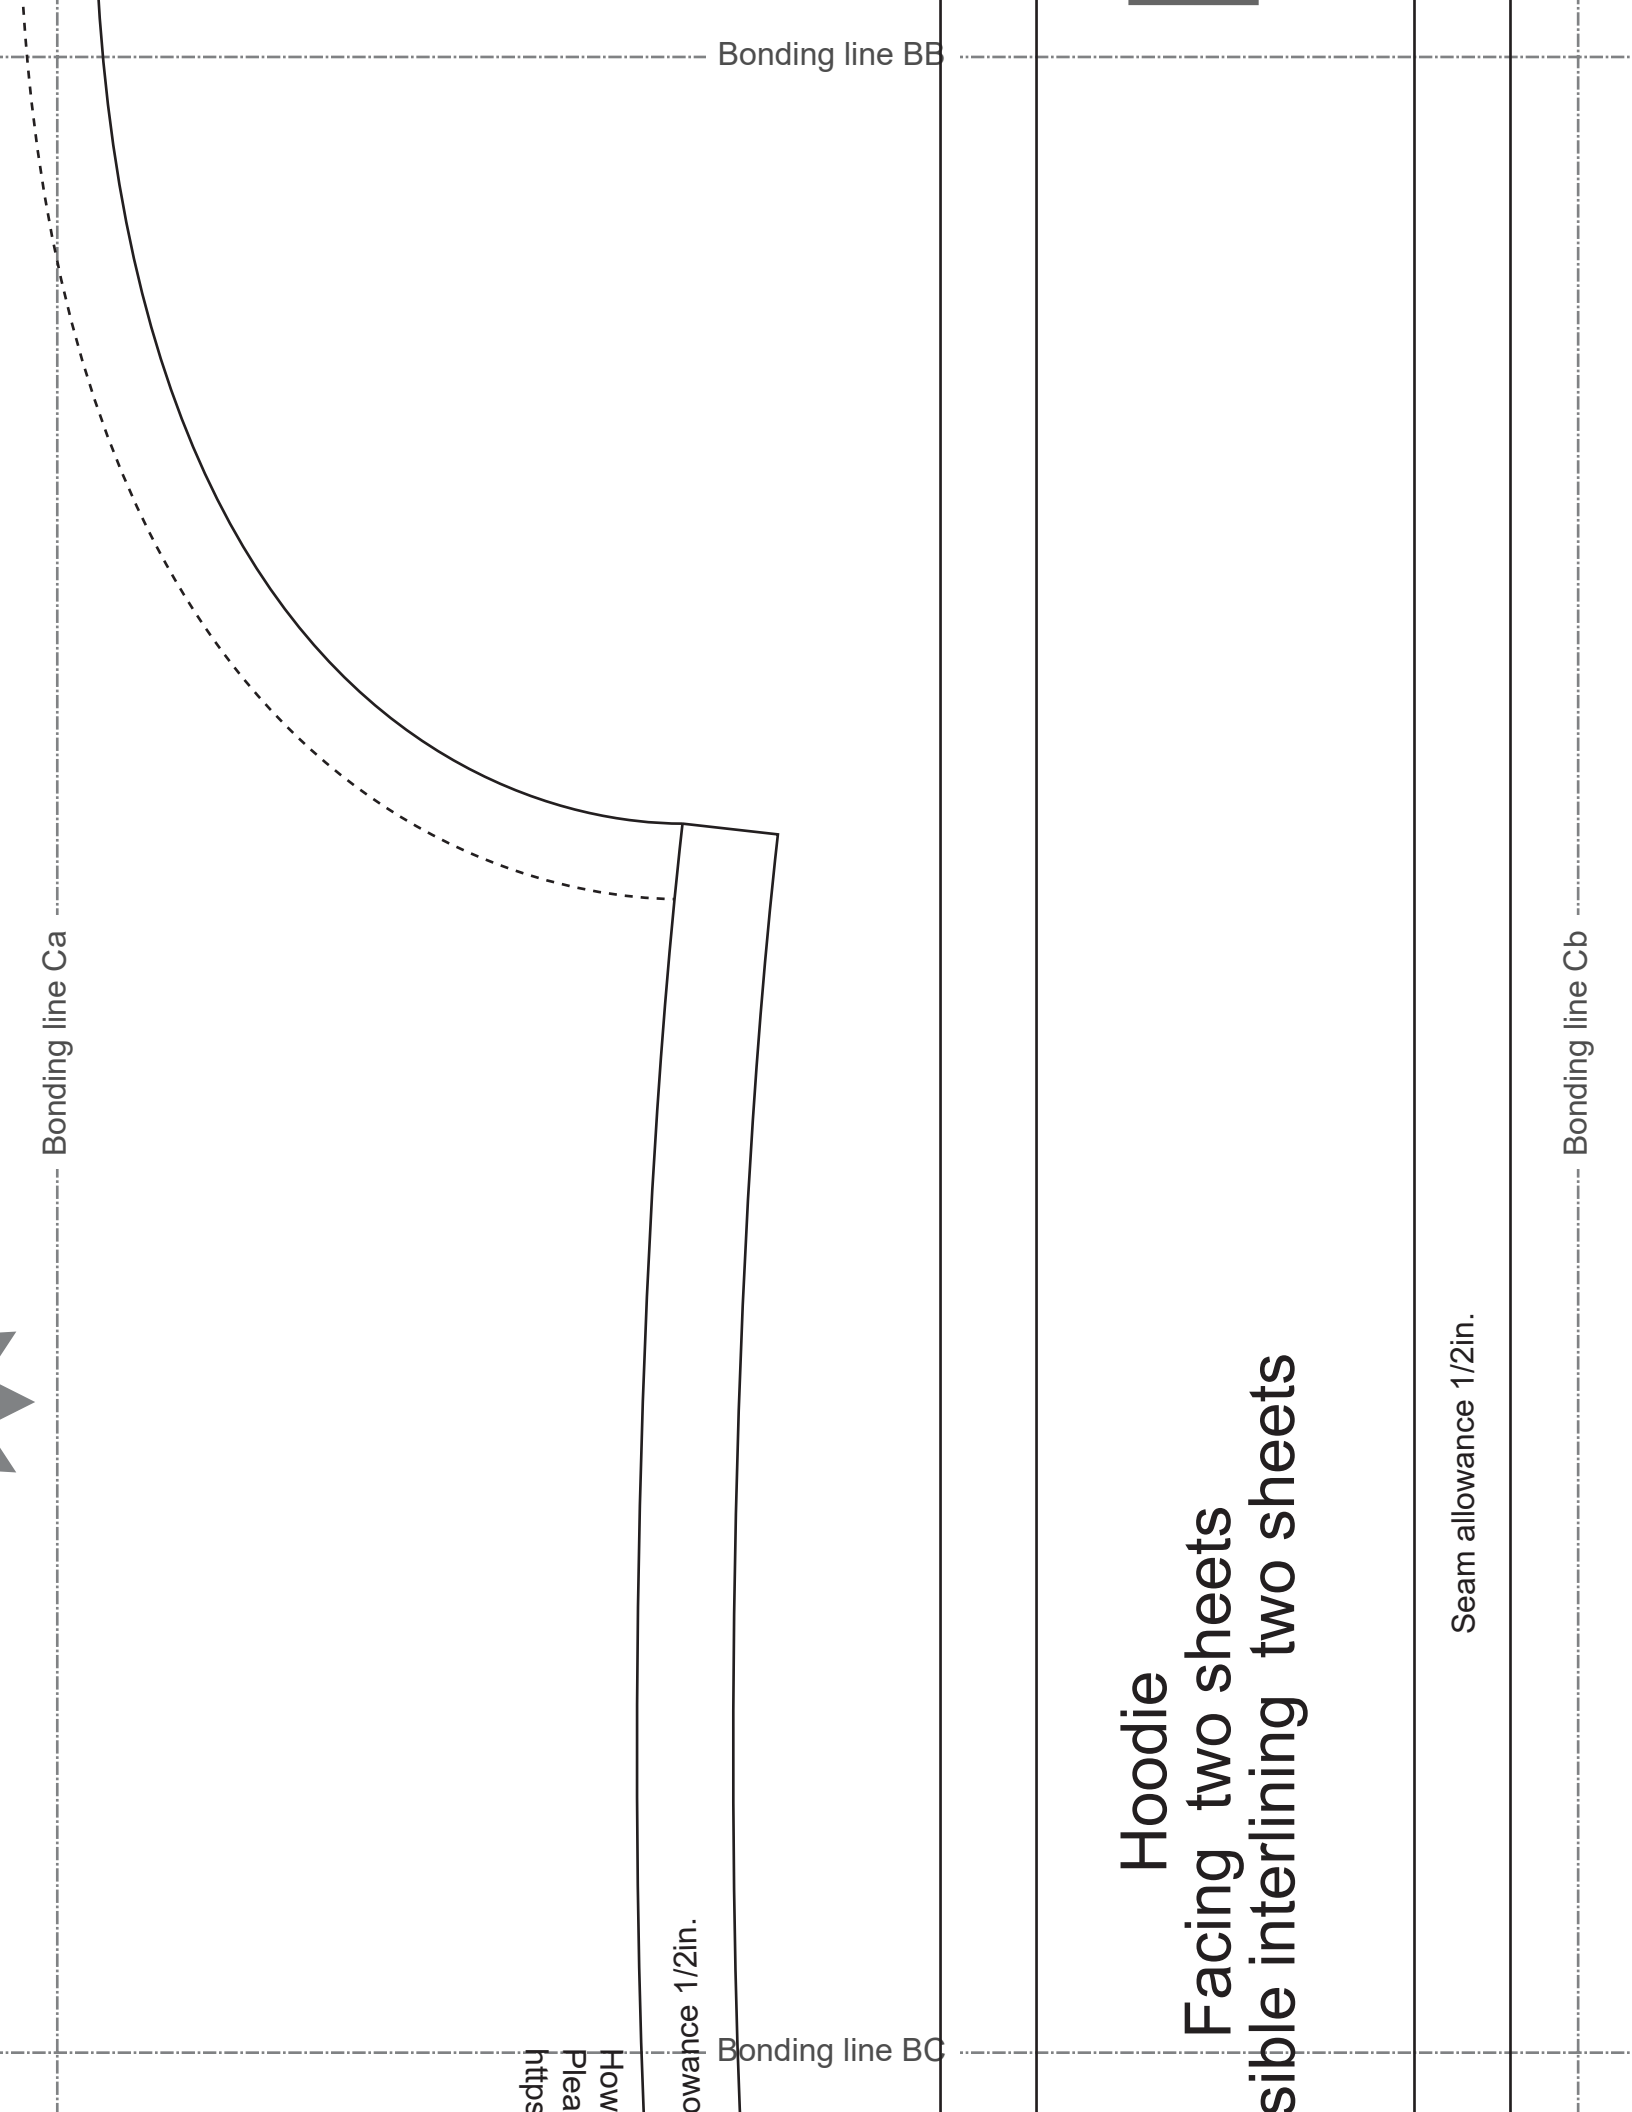 Bonding line BB
Bonding line Ca
Bonding line Cb
Seam allowance 1/2in.
Hoodie
Facing two sheets
sible interlining two sheets
owance 1/2in.
Bonding line BC
How
Plea
https